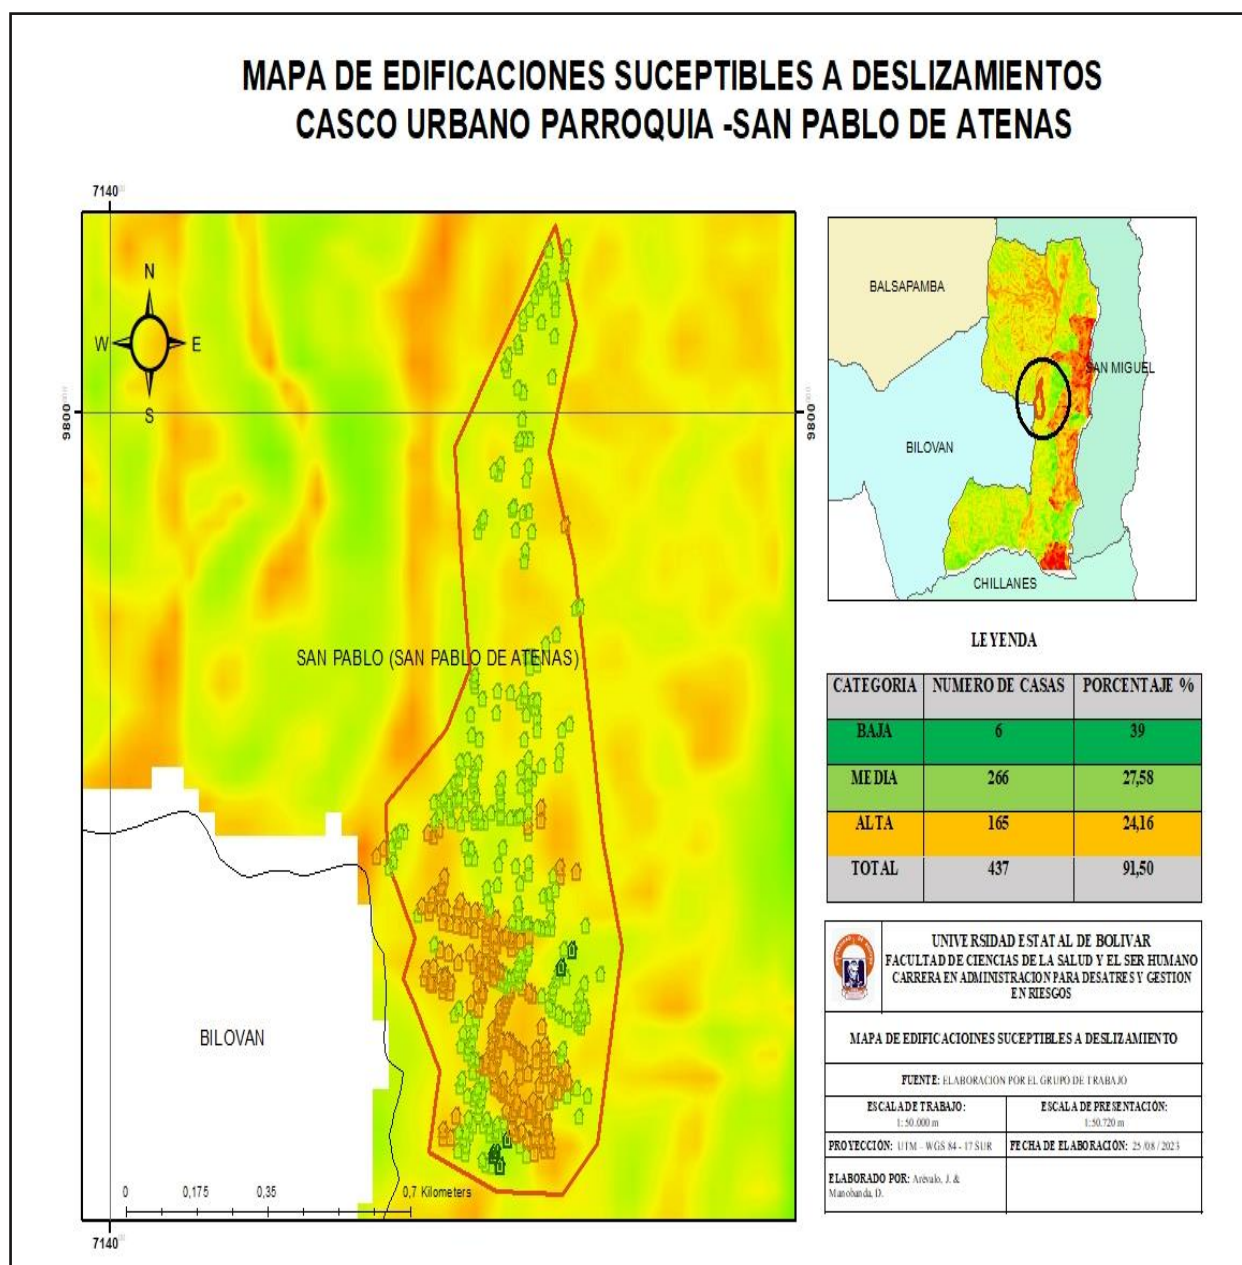 MAPA DE EDIFICACIONES SUCEPTIBLES A DESLIZAMIENTOS
CASCO URBANO PARROQUIA -SAN PABLO DE ATENAS
7140
N
W E
S
9800
9800
SAN PABLO (SAN PABLO DE ATENAS)
BILOVAN
0 0,175 0,35 0,7 Kilometers
7140
BALSAPAMBA
SAN MIGUEL
BILOVAN
CHILLANES
LEYENDA
CATEGORIA NUMERO DE CASAS PORCENTAJE %
BAJA 6 39
MEDIA 266 27,58
ALTA 165 24,16
TOTAL 437 91,50
UNIVERSIDAD ESTATAL DE BOLIVAR
FACULTAD DE CIENCIAS DE LA SALUD Y EL SER HUMANO
CARRERA EN ADMINISTRACION PARA DESATRES Y GESTION
EN RIESGOS
MAPA DE EDIFICACIOINES SUCEPTIBLES A DESLIZAMIENTO
FUENTE: ELABORACION POR EL GRUPO DE TRABAJO
ESCALA DE TRABAJO: ESCALA DE PRESENTACIÓN:
1:50.000 m 1:50.720 m
PROYECCIÓN: UTM - WGS 84 - 17 SUR FECHA DE ELABORACIÓN: 25/08/2023
ELABORADO POR: Arévalo, J. &
Manobanda, D.